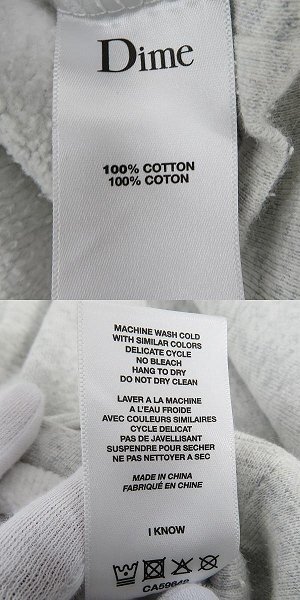 Dime
100% COTTON
100% COTON
MACHINE WASH COLD
WITH SIMILAR COLORS
DELICATE CYCLE
NO BLEACH
HANG TO DRY
DO NOT DRY CLEAN
LAVER A LA MACHINE
A L'EAU FROIDE
AVEC COULEURS SIMILAIRES
CYCLE DELICAT
PAS DE JAVELLISANT
SUSPENDRE POUR SECHER
NE PAS NETTOYER A SEC
MADE IN CHINA
FABRIQUÉ EN CHINE
I KNOW